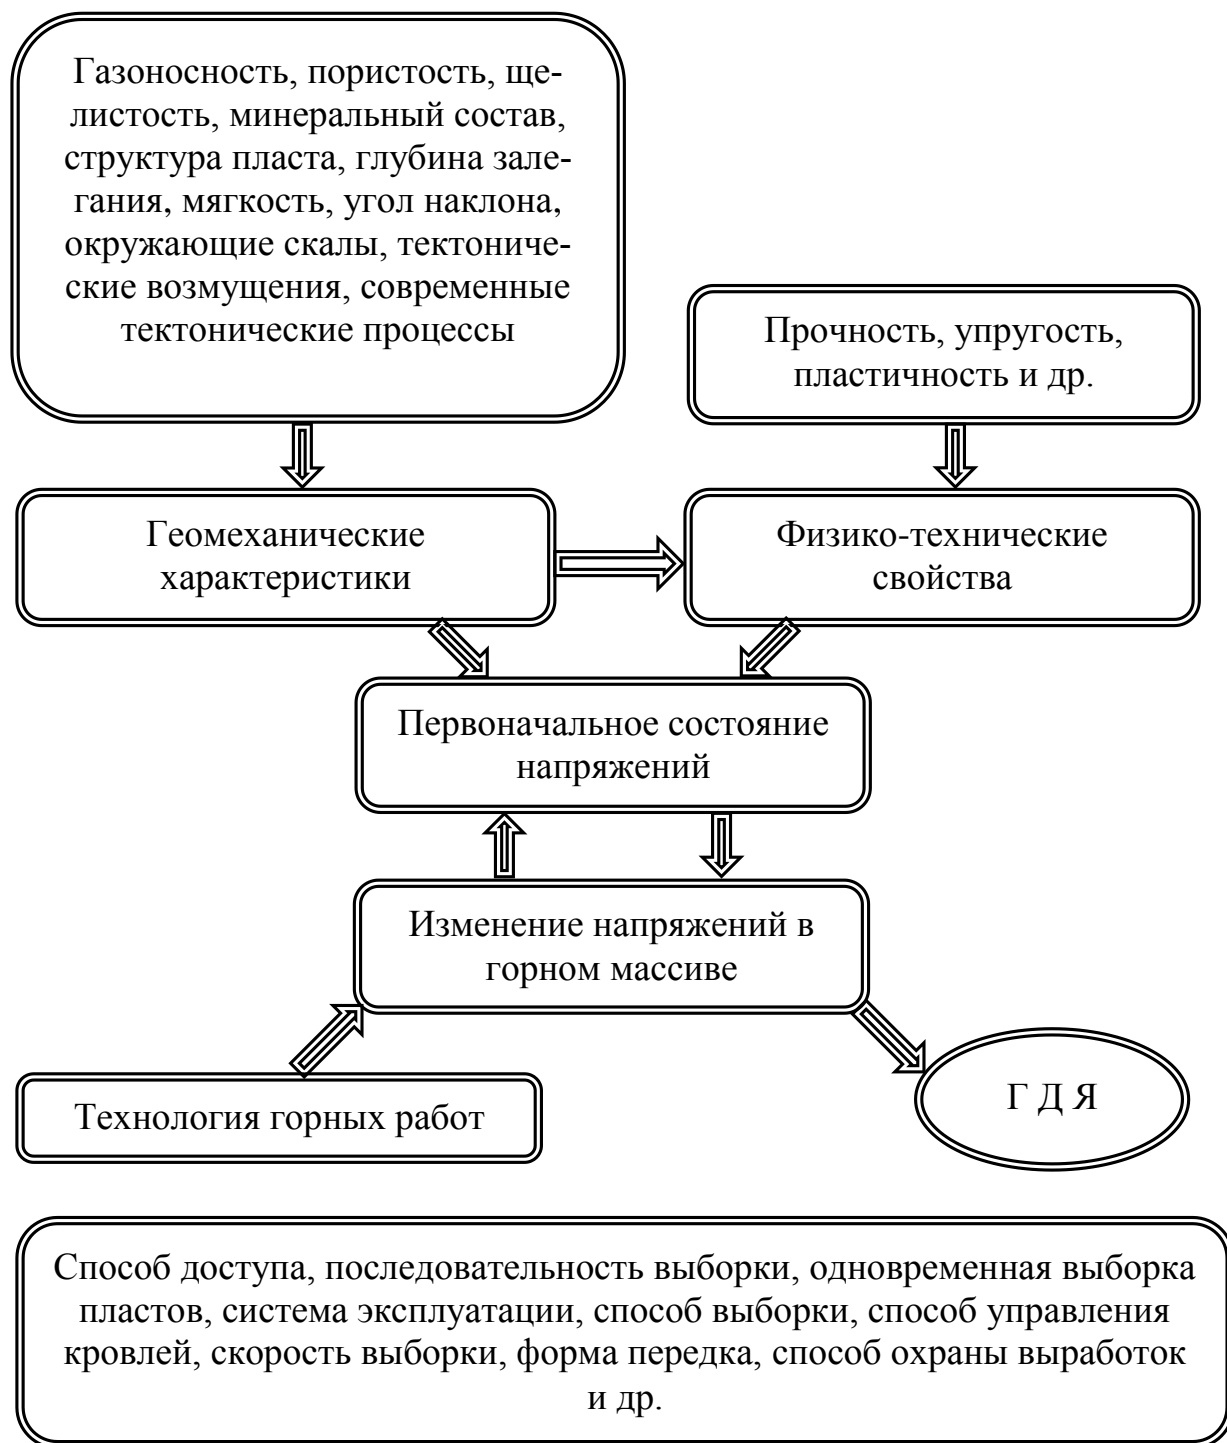 Газоносность, пористость, ще-
листость, минеральный состав,
структура пласта, глубина зале-
гания, мягкость, угол наклона,
окружающие скалы, тектониче-
ские возмущения, современные
тектонические процессы
Прочность, упругость,
пластичность и др.
Геомеханические
характеристики
Физико-технические
свойства
Первоначальное состояние
напряжений
Изменение напряжений в
горном массиве
Технология горных работ
Г Д Я
Способ доступа, последовательность выборки, одновременная выборка
пластов, система эксплуатации, способ выборки, способ управления
кровлей, скорость выборки, форма передка, способ охраны выработок
и др.